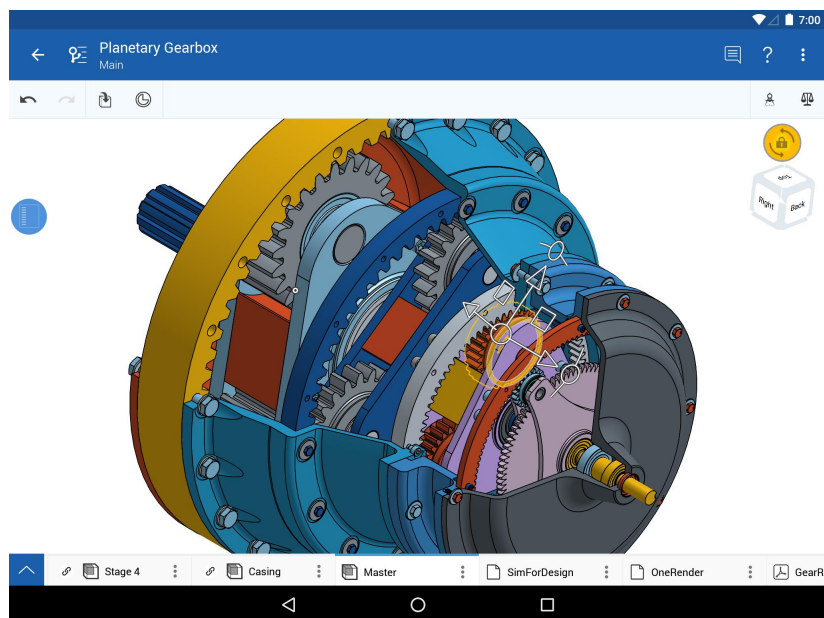 7:00
Planetary Gearbox
Main
?
Top
Right
Back
Stage 4
Casing
Master
SimForDesign
OneRender
GearR